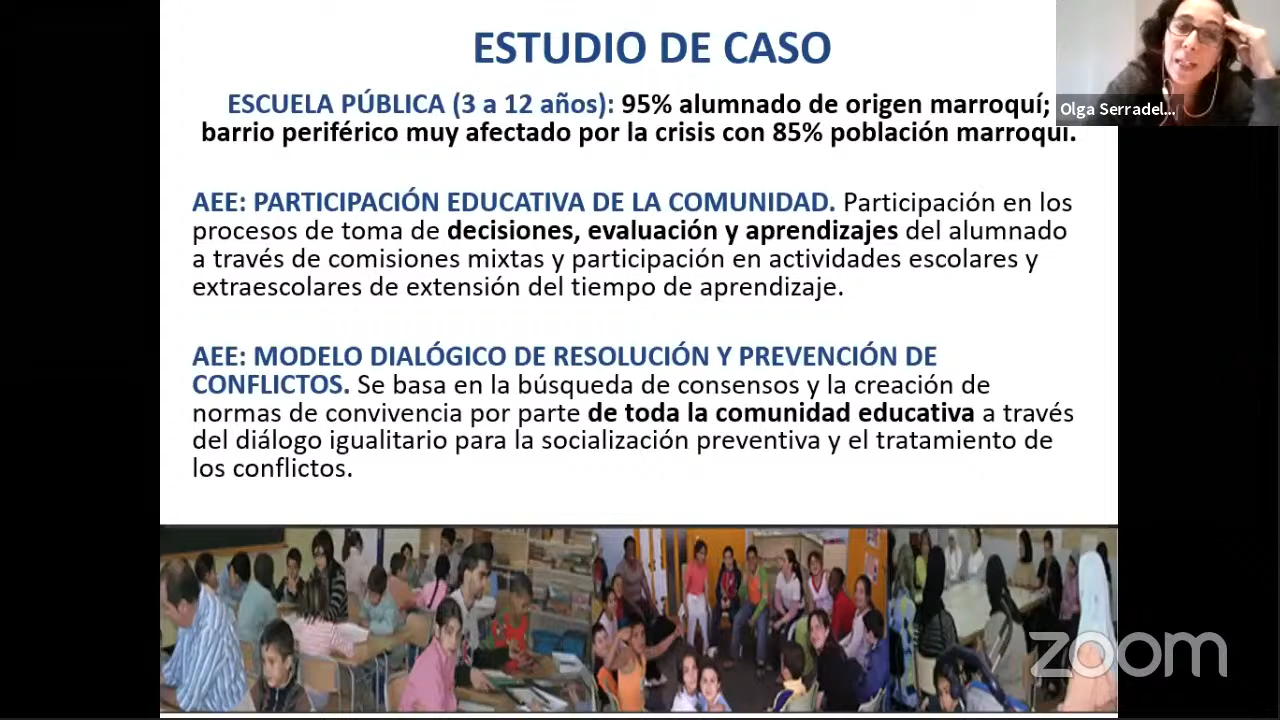 ESTUDIO DE CASO
ESCUELA PÚBLICA (3 a 12 años): 95% alumnado de origen marroquí;
barrio periférico muy afectado por la crisis con 85% población marroquí.
AEE: PARTICIPACIÓN EDUCATIVA DE LA COMUNIDAD. Participación en los
procesos de toma de decisiones, evaluación y aprendizajes del alumnado
a través de comisiones mixtas y participación en actividades escolares y
extraescolares de extensión del tiempo de aprendizaje.
AEE: MODELO DIALÓGICO DE RESOLUCIÓN Y PREVENCIÓN DE
CONFLICTOS. Se basa en la búsqueda de consensos y la creación de
normas de convivencia por parte de toda la comunidad educativa a través
del diálogo igualitario para la socialización preventiva y el tratamiento de
los conflictos.
Olga Serradel...
zoom